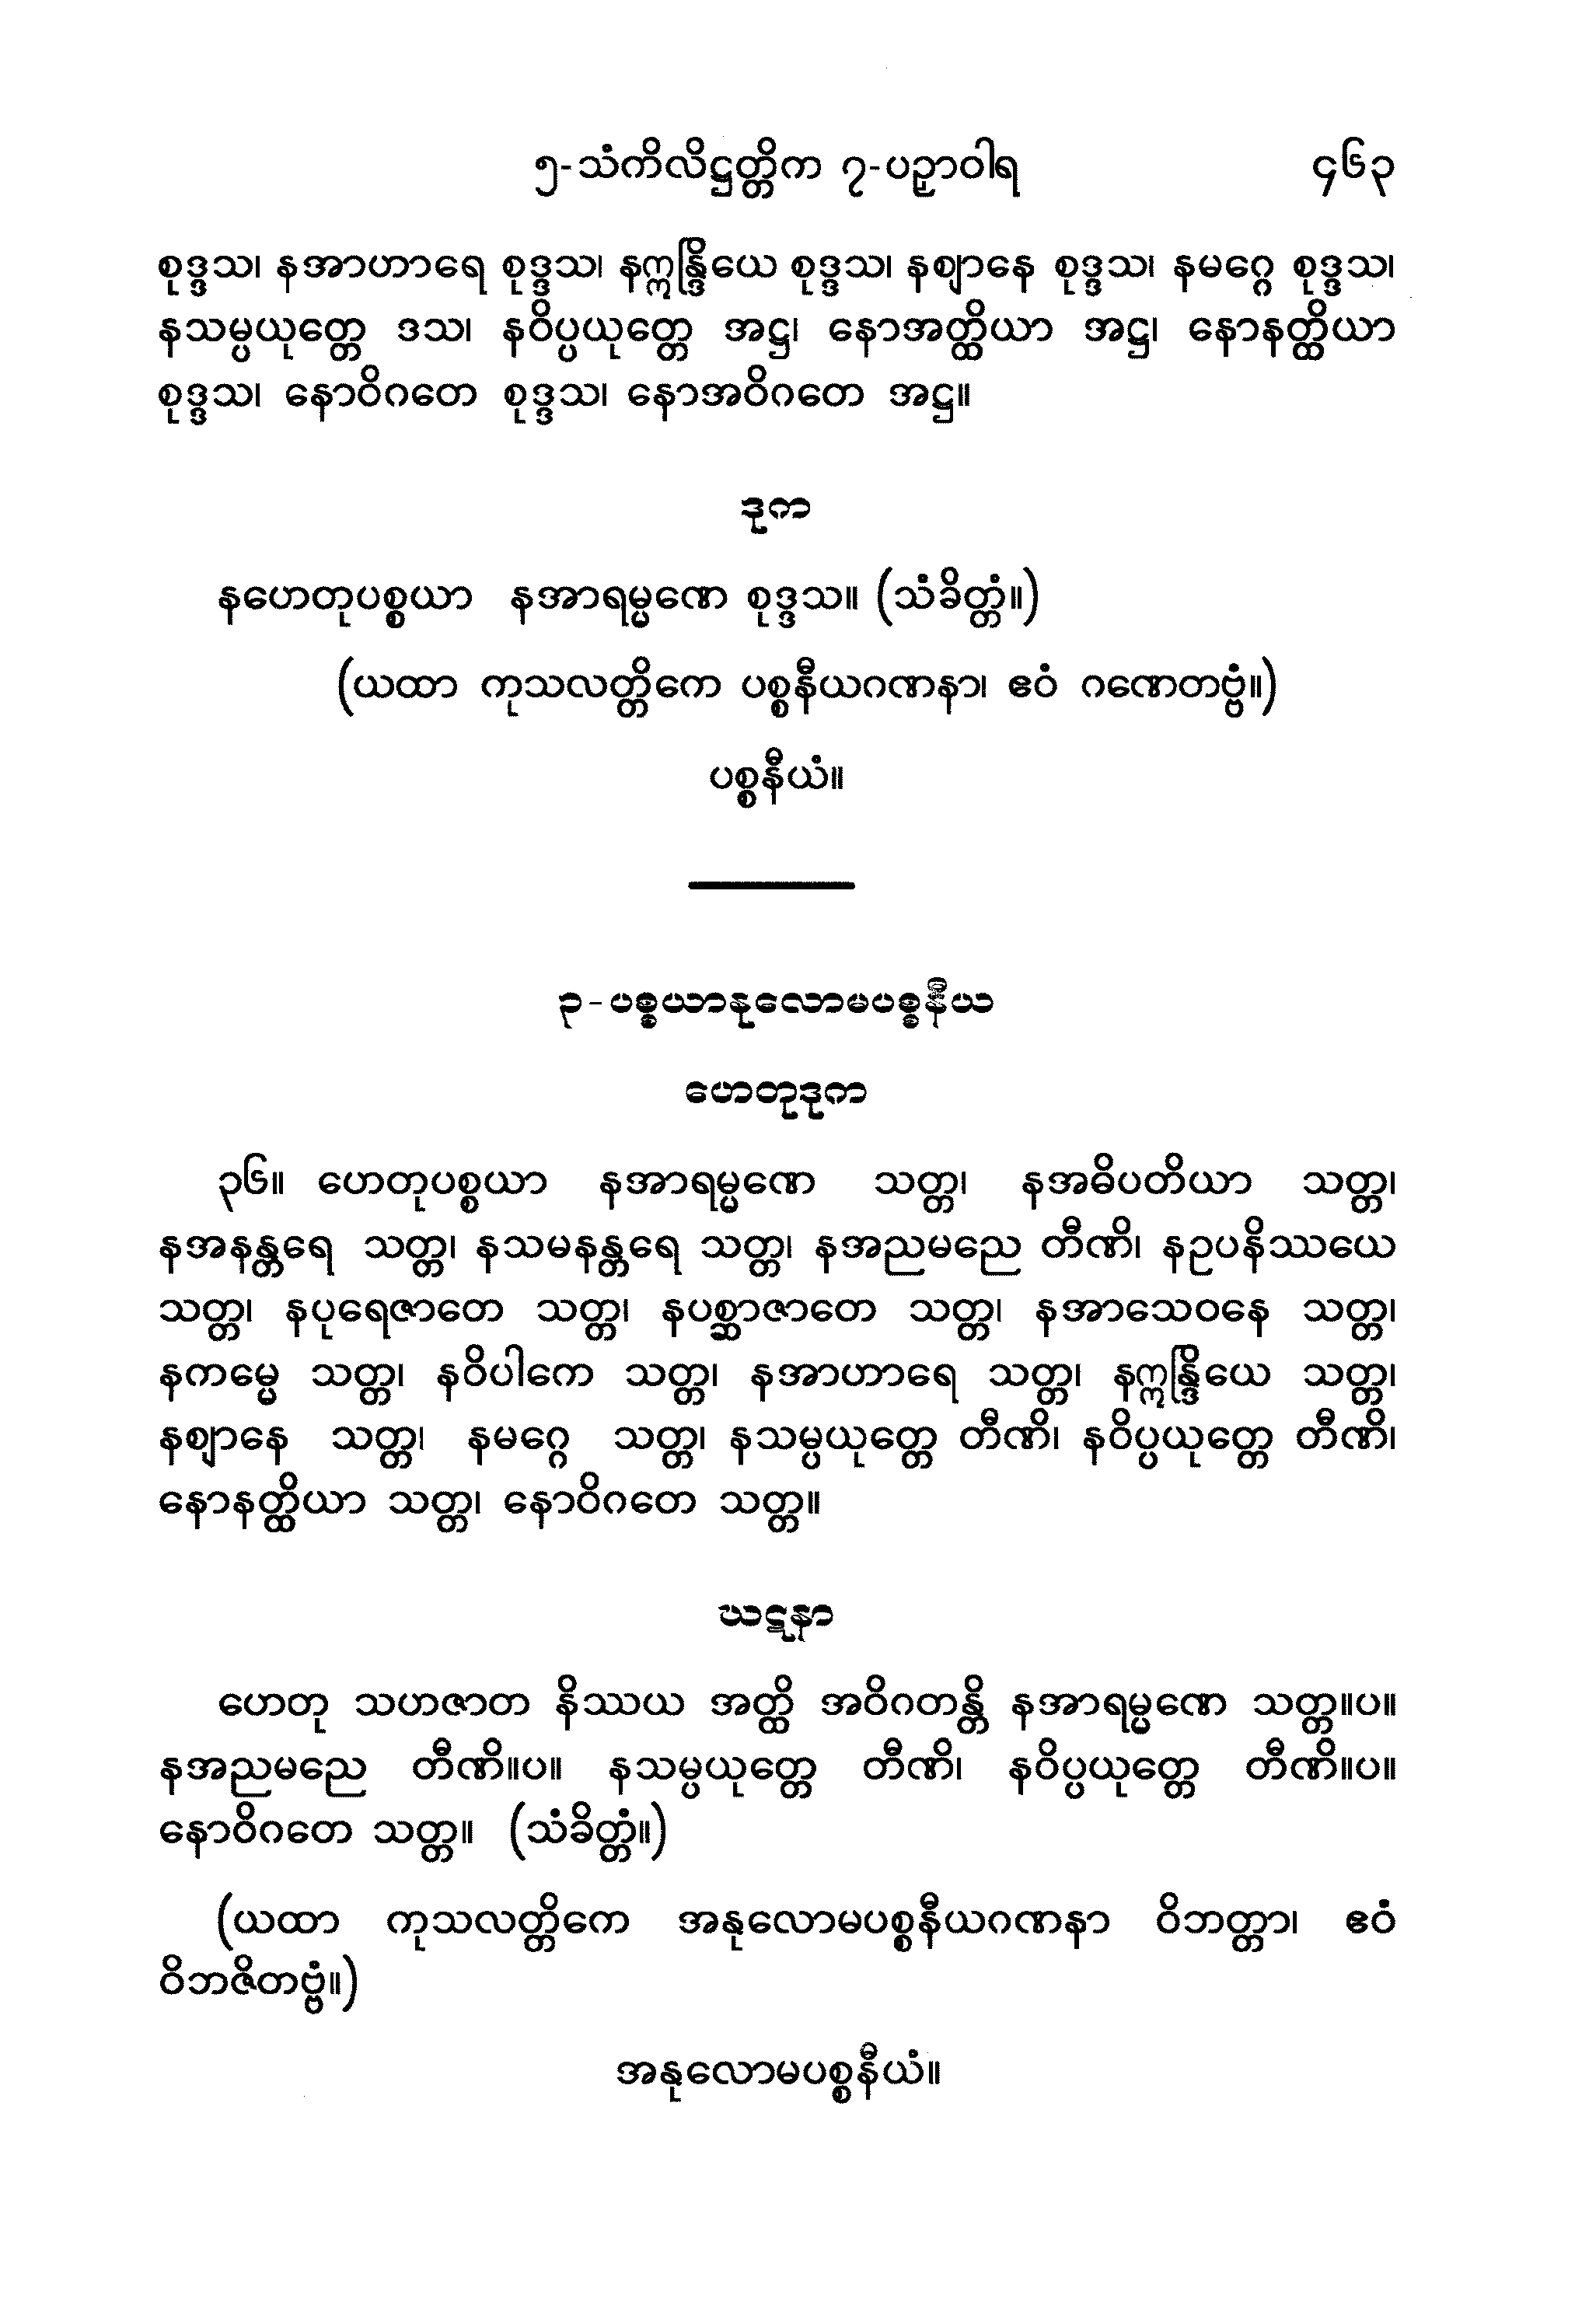 ၅-သံကိလိဋ္ဌတ္တိက ၇-ပဉှာဝါရ ၄၆၃
စုဒ္ဒသ၊ နအာဟာရေ စုဒ္ဒသ၊ နဣန္ဒြိယေ စုဒ္ဒသ၊ နဈာနေ စုဒ္ဒသ၊ နမဂ္ဂေ စုဒ္ဒသ၊
နသမ္ပယုတ္တေ ဒသ၊ နဝိပ္ပယုတ္တေ အဋ္ဌ၊ နောအတ္ထိယာ အဋ္ဌ၊ နောနတ္ထိယာ
စုဒ္ဒသ၊ နောဝိဂတေ စုဒ္ဒသ၊ နောအဝိဂတေ အဋ္ဌ။
ဒုက
နဟေတုပစ္စယာ နအာရမ္မဏေ စုဒ္ဒသ။ (သံခိတ္တံ။)
(ယထာ ကုသလတ္တိကေ ပစ္စနီယဂဏနာ၊ ဧဝံ ဂဏေတဗ္ဗံ။)
ပစ္စနီယံ။
၃-ပစ္စယာနုလောမပစ္စနီယ
ဟေတုဒုက
၃၆။ ဟေတုပစ္စယာ နအာရမ္မဏေ သတ္တ၊ နအဓိပတိယာ သတ္တ၊
နအနန္တရေ သတ္တ၊ နသမနန္တရေ သတ္တ၊ နအညမညေ တီဏိ၊ နဥပနိဿယေ
သတ္တ၊ နပုရေဇာတေ သတ္တ၊ နပစ္ဆာဇာတေ သတ္တ၊ နအာသေဝနေ သတ္တ၊
နကမ္မေ သတ္တ၊ နဝိပါကေ သတ္တ၊ နအာဟာရေ သတ္တ၊ နဣန္ဒြိယေ သတ္တ၊
နဈာနေ သတ္တ၊ နမဂ္ဂေ သတ္တ၊ နသမ္ပယုတ္တေ တီဏိ၊ နဝိပ္ပယုတ္တေ တီဏိ၊
နောနတ္ထိယာ သတ္တ၊ နောဝိဂတေ သတ္တ။
ဃဋနာ
ဟေတု သဟဇာတ နိဿယ အတ္ထိ အဝိဂတန္တိ နအာရမ္မဏေ သတ္တ။ပ။
နအညမညေ တီဏိ။ပ။ နသမ္ပယုတ္တေ တီဏိ၊ နဝိပ္ပယုတ္တေ တီဏိ။ပ။
နောဝိဂတေ သတ္တ။ (သံခိတ္တံ။)
(ယထာ ကုသလတ္တိကေ အနုလောမပစ္စနီယဂဏနာ ဝိဘတ္တာ၊ ဧဝံ
ဝိဘဇိတဗ္ဗံ။)
အနုလောမပစ္စနီယံ။